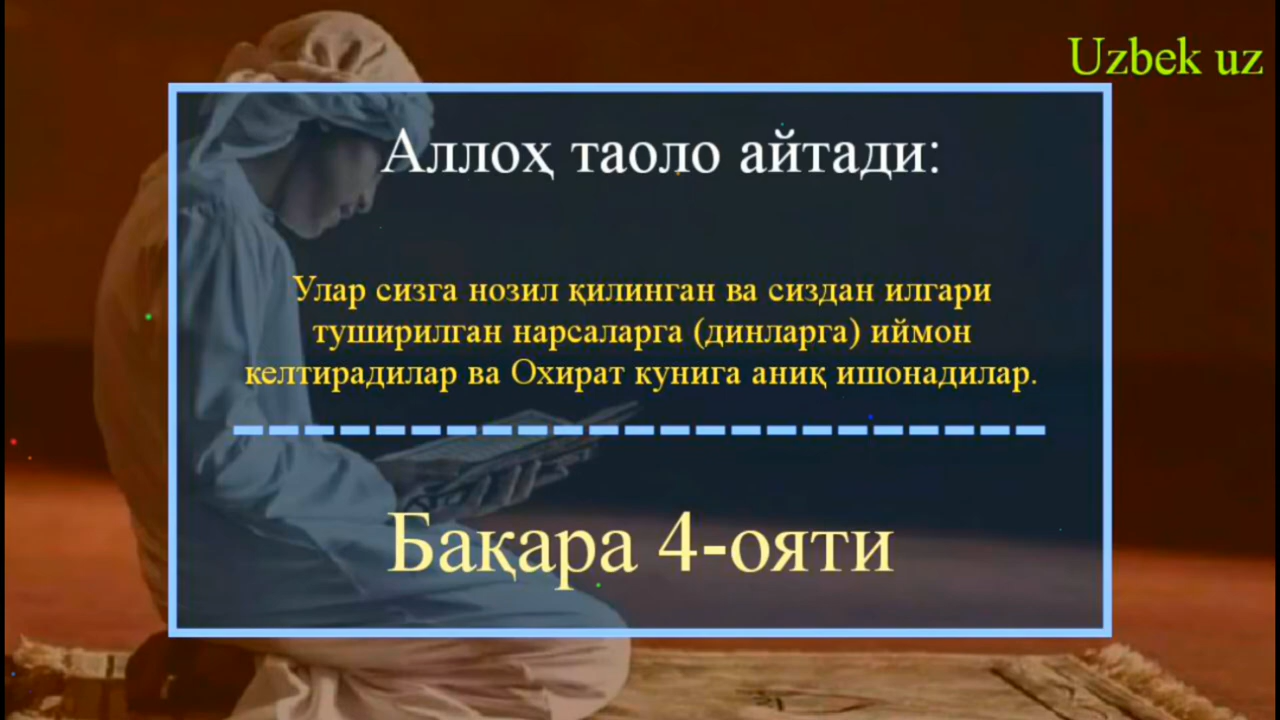 Uzbek uz
Аллоҳ таоло айтади:
Улар сизга нозил қилинган ва сиздан илгари
туширилган нарсаларга (динларга) иймон
келтирадилар ва Охират кунига аниқ ишонадилар.
Бақара 4-ояти